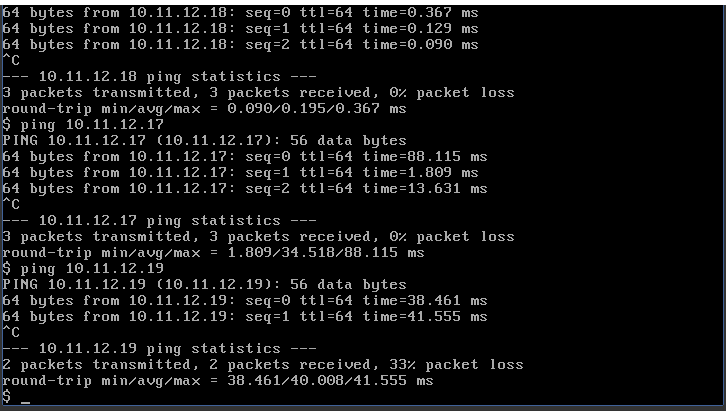 64 bytes from 10.11.12.18: seq=0 ttl=64 time=0.367 ms
64 bytes from 10.11.12.18: seq=1 ttl=64 time=0.129 ms
64 bytes from 10.11.12.18: seq=2 ttl=64 time=0.090 ms
^C
--- 10.11.12.18 ping statistics ---
3 packets transmitted, 3 packets received, 0% packet loss
round-trip min/avg/max = 0.090/0.195/0.367 ms
$ ping 10.11.12.17
PING 10.11.12.17 (10.11.12.17): 56 data bytes
64 bytes from 10.11.12.17: seq=0 ttl=64 time=88.115 ms
64 bytes from 10.11.12.17: seq=1 ttl=64 time=1.809 ms
64 bytes from 10.11.12.17: seq=2 ttl=64 time=13.631 ms
^C
--- 10.11.12.17 ping statistics ---
3 packets transmitted, 3 packets received, 0% packet loss
round-trip min/avg/max = 1.809/34.518/88.115 ms
$ ping 10.11.12.19
PING 10.11.12.19 (10.11.12.19): 56 data bytes
64 bytes from 10.11.12.19: seq=0 ttl=64 time=38.461 ms
64 bytes from 10.11.12.19: seq=1 ttl=64 time=41.555 ms
^C
--- 10.11.12.19 ping statistics ---
2 packets transmitted, 2 packets received, 33% packet loss
round-trip min/avg/max = 38.461/40.008/41.555 ms
$ _